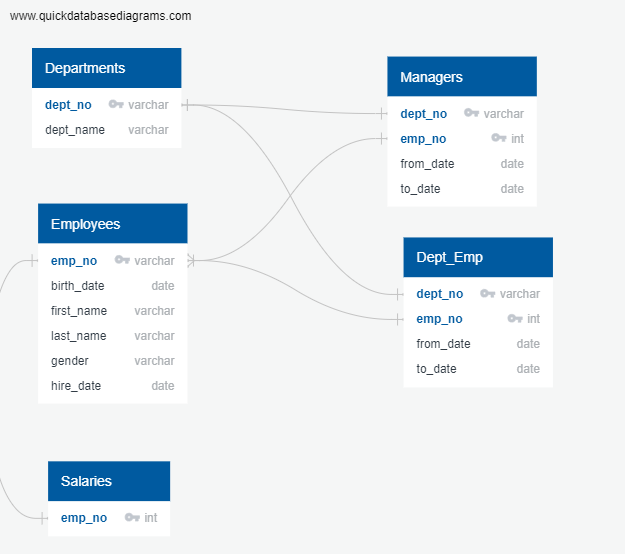 www.quickdatabasediagrams.com
Departments
dept_no varchar
dept_name varchar
Employees
emp_no varchar
birth_date date
first_name varchar
last_name varchar
gender varchar
hire_date date
Salaries
emp_no int
Managers
dept_no varchar
emp_no int
from_date date
to_date date
Dept_Emp
dept_no varchar
emp_no int
from_date date
to_date date